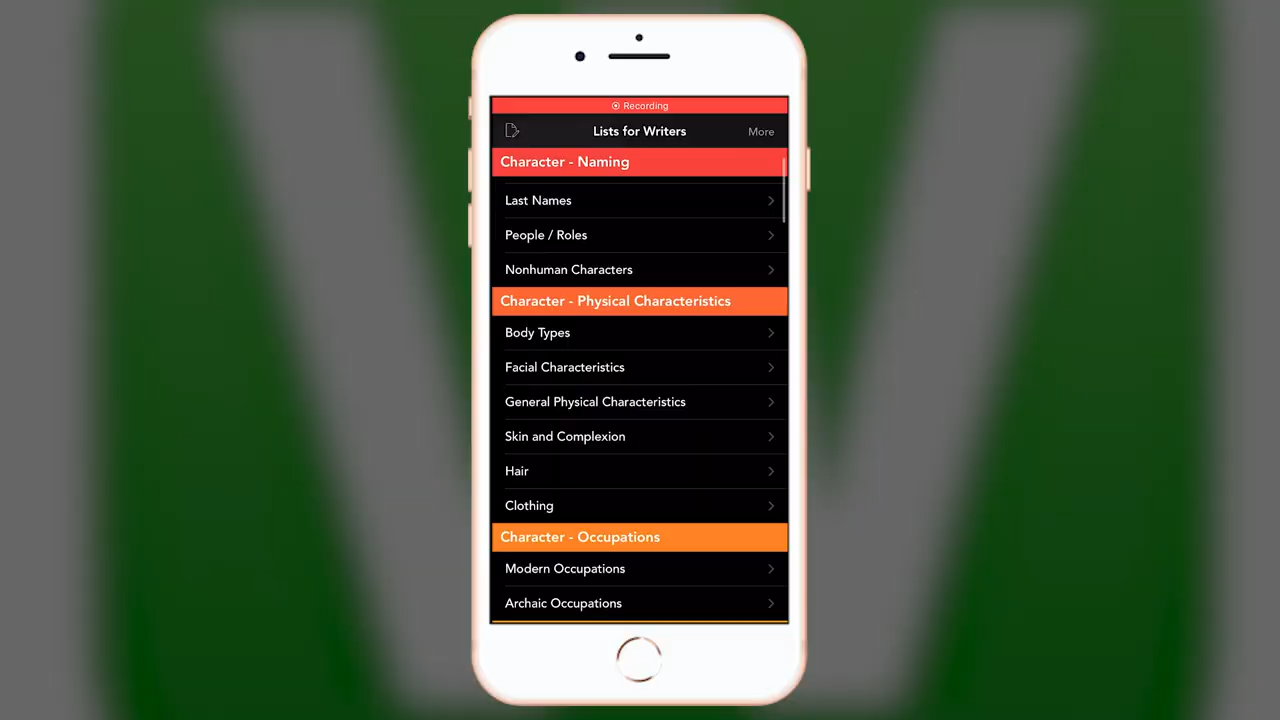 Recording
Lists for Writers
More
Character - Naming
Last Names
People / Roles
Nonhuman Characters
Character - Physical Characteristics
Body Types
Facial Characteristics
General Physical Characteristics
Skin and Complexion
Hair
Clothing
Character - Occupations
Modern Occupations
Archaic Occupations